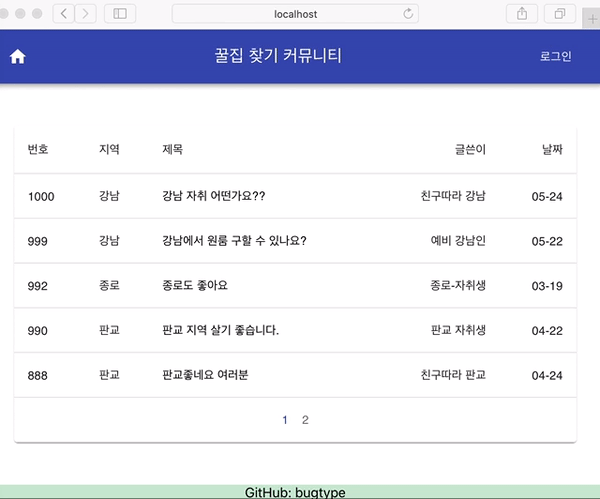 localhost
꿀집 찾기 커뮤니티 로그인
번호 지역 제목 글쓴이 날짜
1000 강남 강남 자취 어떤가요?? 친구따라 강남 05-24
999 강남 강남에서 원룸 구할 수 있나요? 예비 강남인 05-22
992 종로 종로도 좋아요 종로-자취생 03-19
990 판교 판교 지역 살기 좋습니다. 판교 자취생 04-22
888 판교 판교좋네요 여러분 친구따라 판교 04-24
1 2
GitHub: bugtype